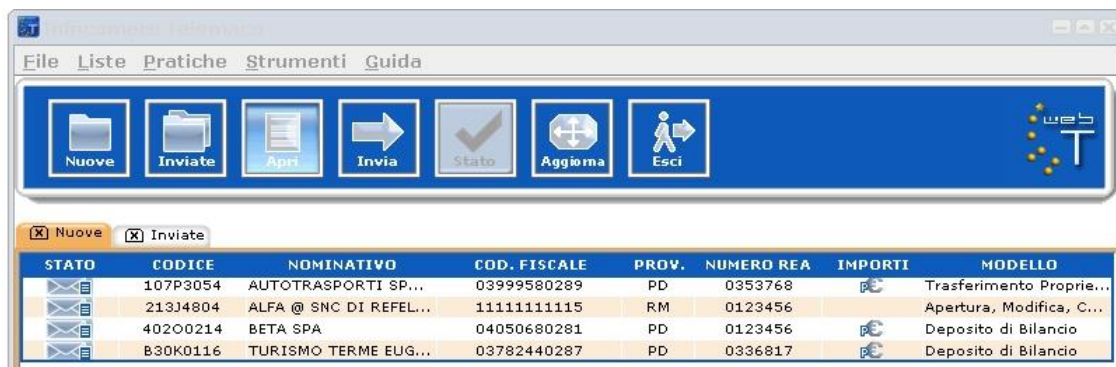 File Liste Pratiche Strumenti Guida
Nuove Inviate Apri Invia Stato Aggiorna Esci
web T
Nuove Inviate
STATO CODICE NOMINATIVO COD. FISCALE PROV. NUMERO REA IMPORTI MODELLO
107P3054 AUTOTRASPORTI SP... 03999580289 PD 0353768 Trasferimento Proprie...
213J4804 ALFA @ SNC DI REFEL... 11111111115 RM 0123456 Apertura, Modifica, C...
402O0214 BETA SPA 04050680281 PD 0123456 Deposito di Bilancio
B30K0116 TURISMO TERME EUG... 03782440287 PD 0336817 Deposito di Bilancio